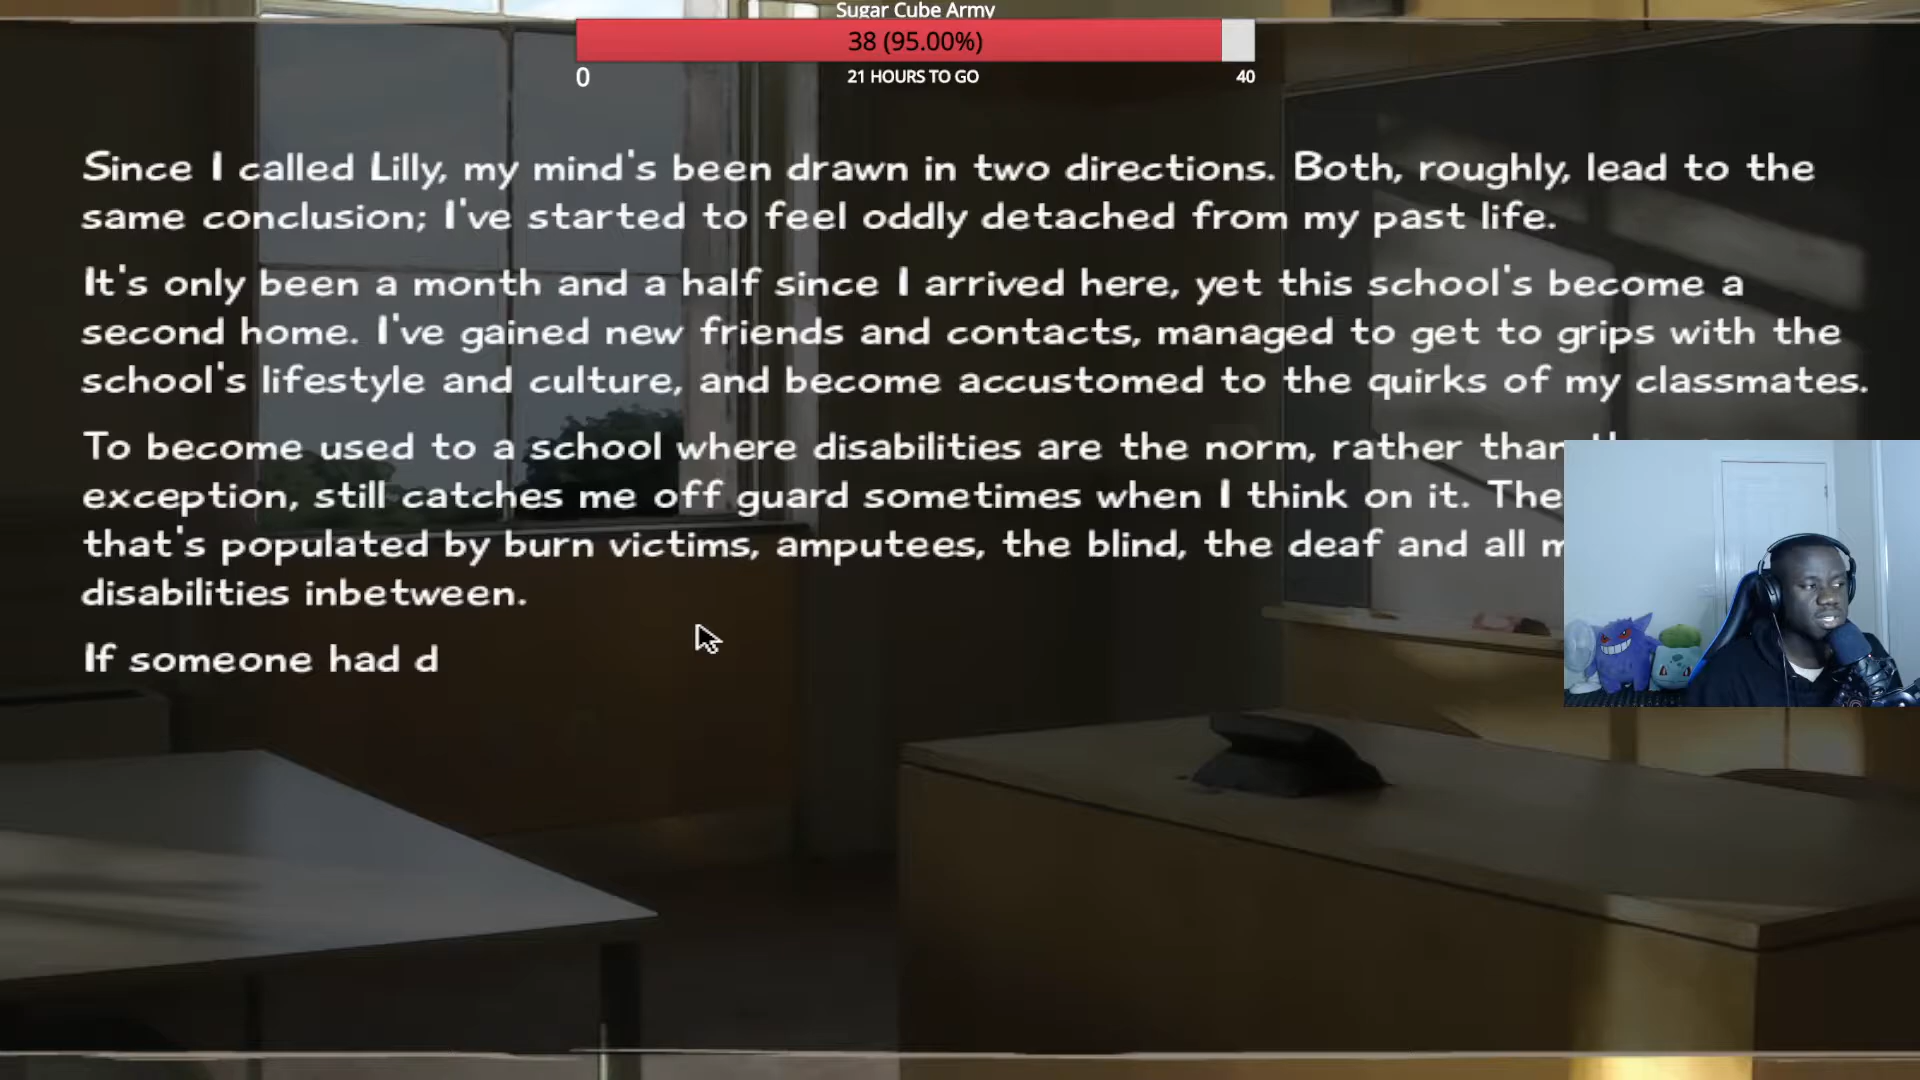 Sugar Cube Army
38 (95.00%)
0 21 HOURS TO GO 40
Since I called Lilly, my mind's been drawn in two directions. Both, roughly, lead to the
same conclusion; I've started to feel oddly detached from my past life.
It's only been a month and a half since I arrived here, yet this school's become a
second home. I've gained new friends and contacts, managed to get to grips with the
school's lifestyle and culture, and become accustomed to the quirks of my classmates.
To become used to a school where disabilities are the norm, rather than
exception, still catches me off guard sometimes when I think on it. The
that's populated by burn victims, amputees, the blind, the deaf and all
disabilities inbetween.
If someone had d